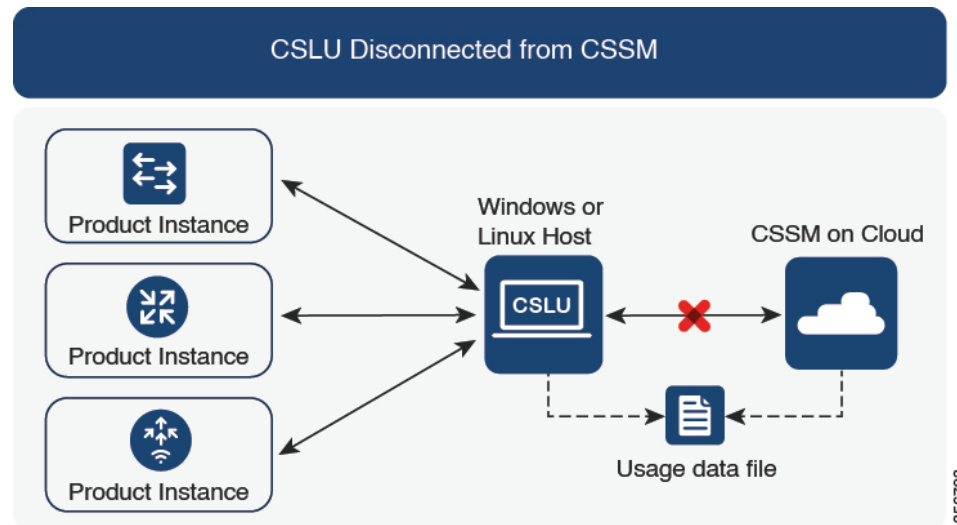 CSLU Disconnected from CSSM
Product Instance
Product Instance
Product Instance
Windows or
Linux Host
CSLU
CSSM on Cloud
Usage data file